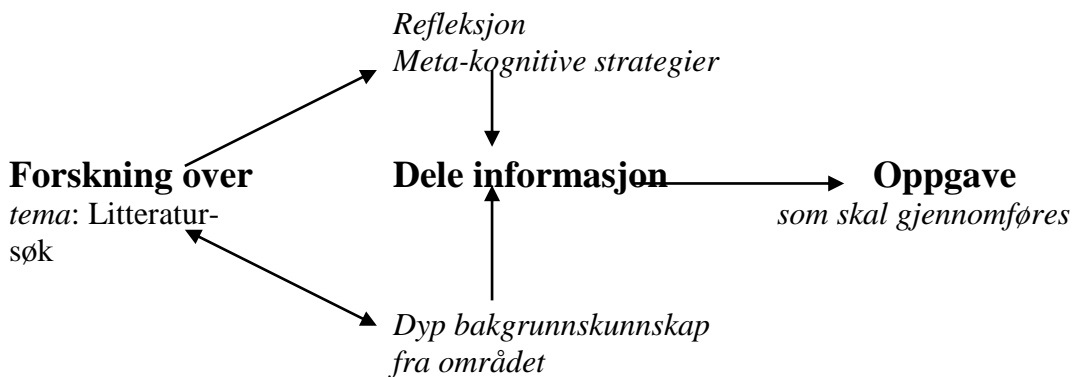 Refleksjon
Meta-kognitive strategier
Forskning over
tema: Litteratur-
søk
Dele informasjon
Oppgave
som skal gjennomføres
Dyp bakgrunnskunnskap
fra området